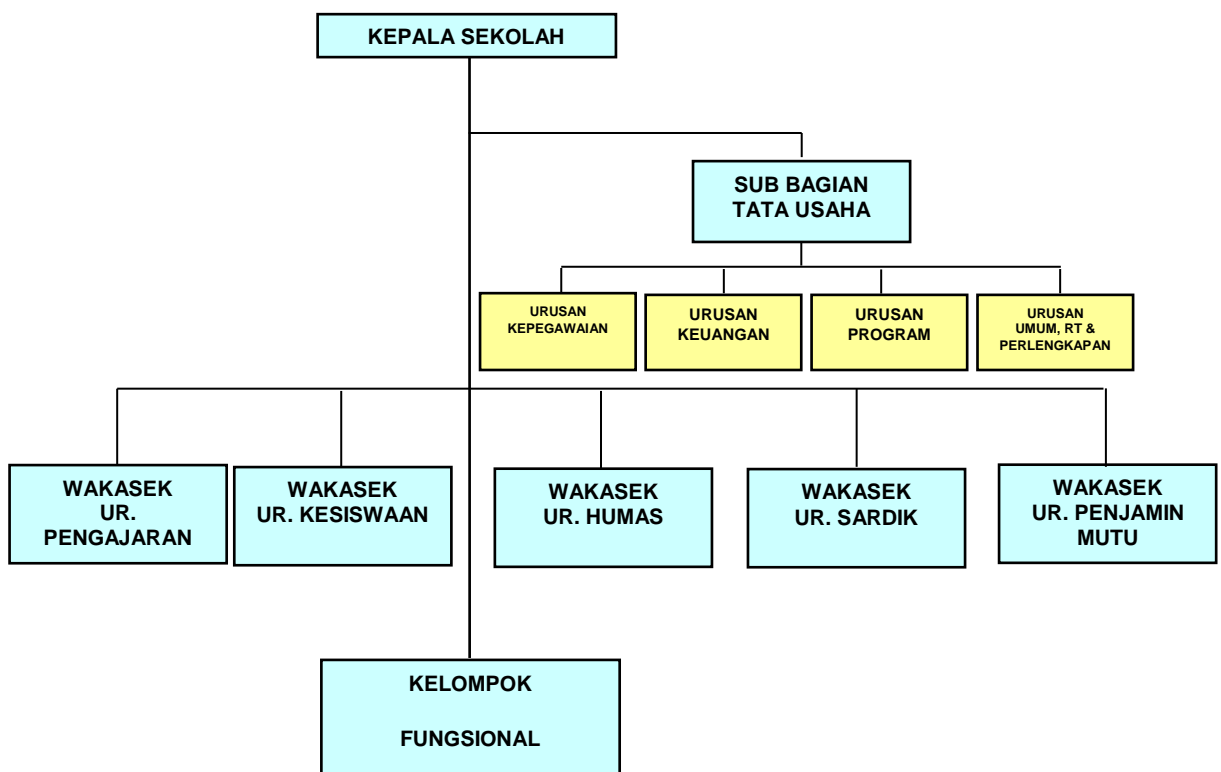 KEPALA SEKOLAH
SUB BAGIAN
TATA USAHA
URUSAN
KEPEGAWAIAN
URUSAN
KEUANGAN
URUSAN
PROGRAM
URUSAN
UMUM, RT &
PERLENGKAPAN
WAKASEK
UR.
PENGAJARAN
WAKASEK
UR. KESISWAAN
WAKASEK
UR. HUMAS
WAKASEK
UR. SARDIK
WAKASEK
UR. PENJAMIN
MUTU
KELOMPOK
FUNGSIONAL